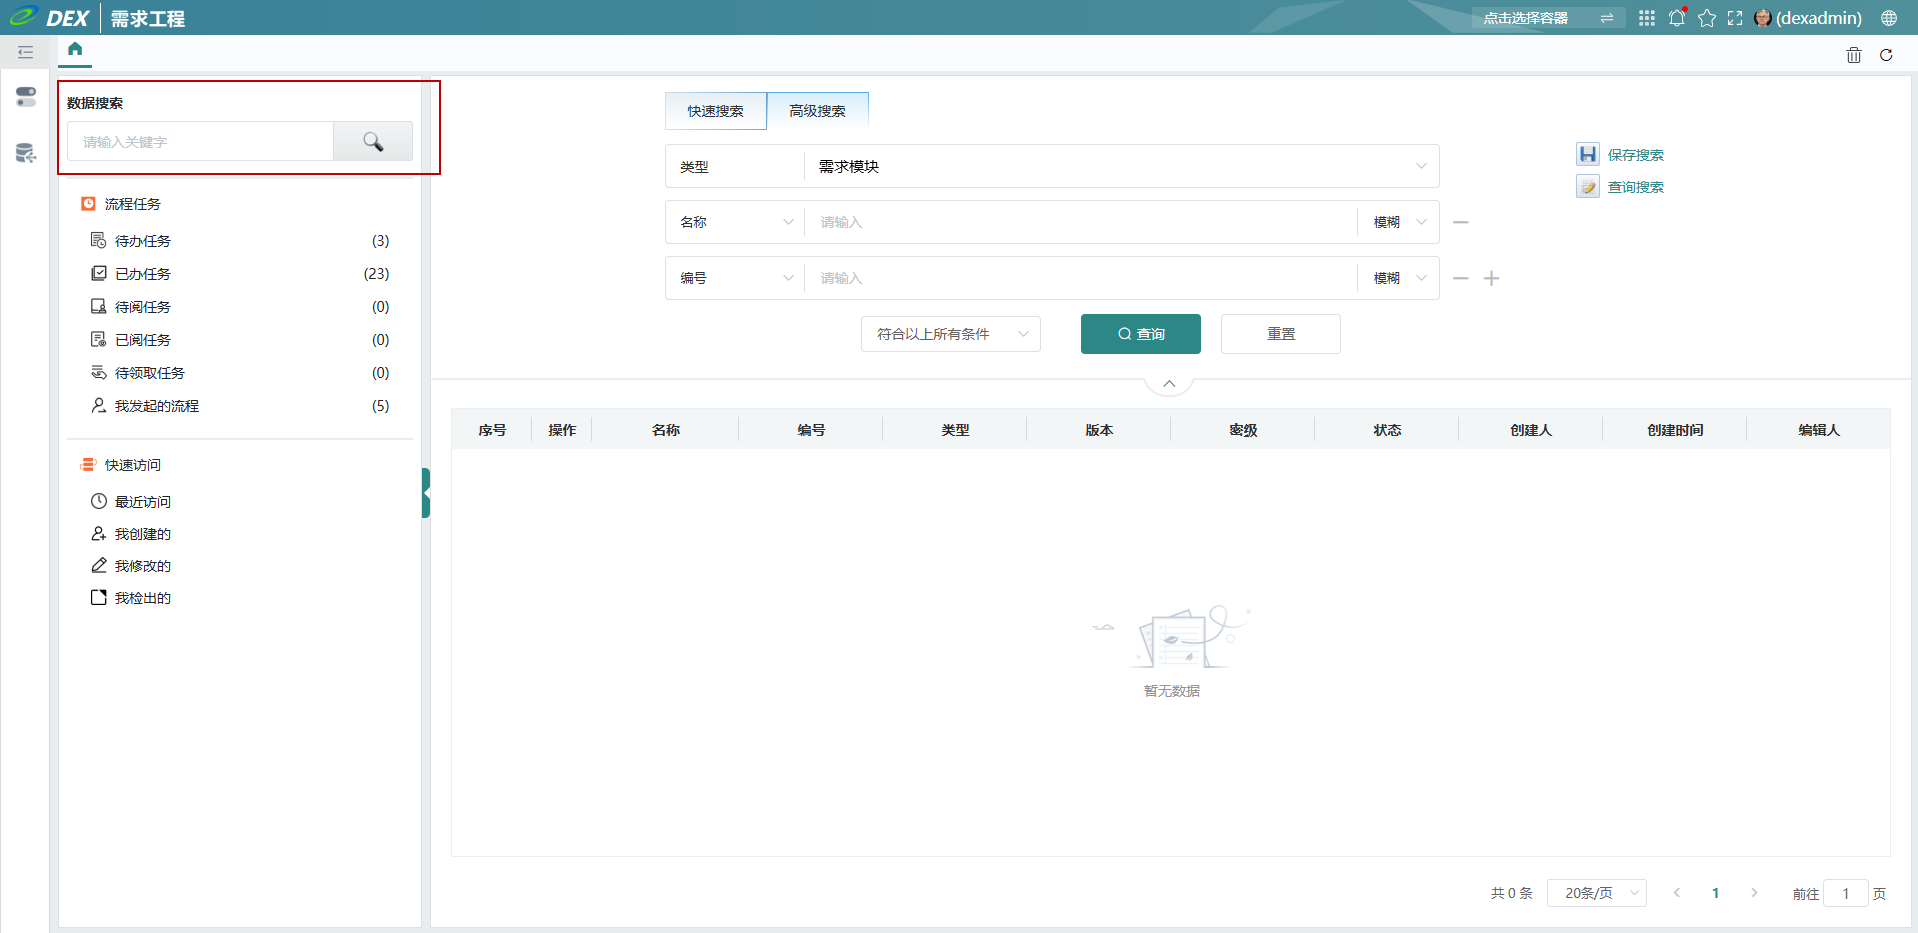 DEX 需求工程
点击选择容器
(dexadmin)
数据搜索
请输入关键字
流程任务
待办任务 (3)
已办任务 (23)
待阅任务 (0)
已阅任务 (0)
待领取任务 (0)
我发起的流程 (5)
快速访问
最近访问
我创建的
我修改的
我检出的
快速搜索 高级搜索
类型 需求模块
名称 请输入 模糊
编号 请输入 模糊
符合以上所有条件 查询 重置
保存搜索
查询搜索
序号 操作 名称 编号 类型 版本 密级 状态 创建人 创建时间 编辑人
暂无数据
共 0 条 20条/页 1 前往 1 页